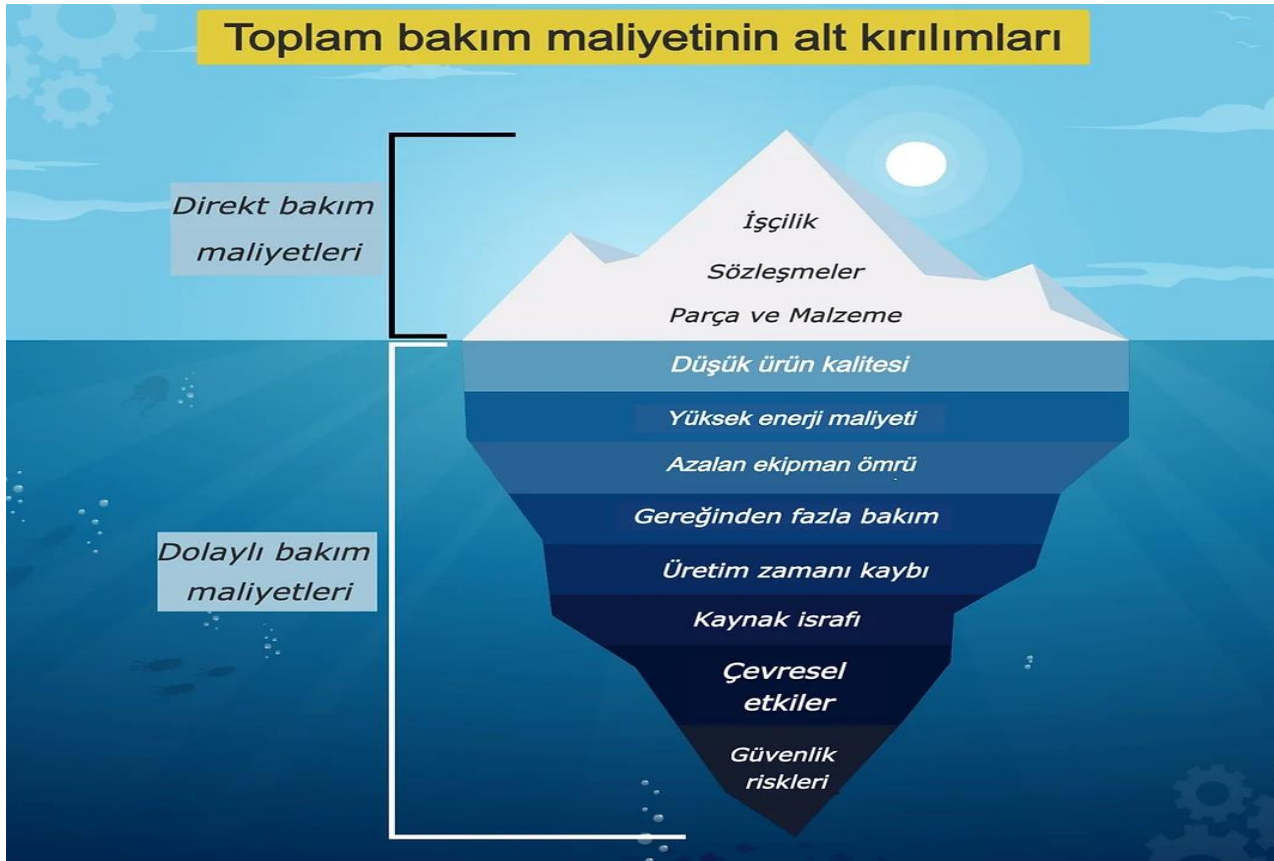 Toplam bakım maliyetinin alt kırılımları
Direkt bakım
maliyetleri
İşçilik
Sözleşmeler
Parça ve Malzeme
Dolaylı bakım
maliyetleri
Düşük ürün kalitesi
Yüksek enerji maliyeti
Azalan ekipman ömrü
Gereğinden fazla bakım
Üretim zamanı kaybı
Kaynak israfı
Çevresel
etkiler
Güvenlik
riskleri